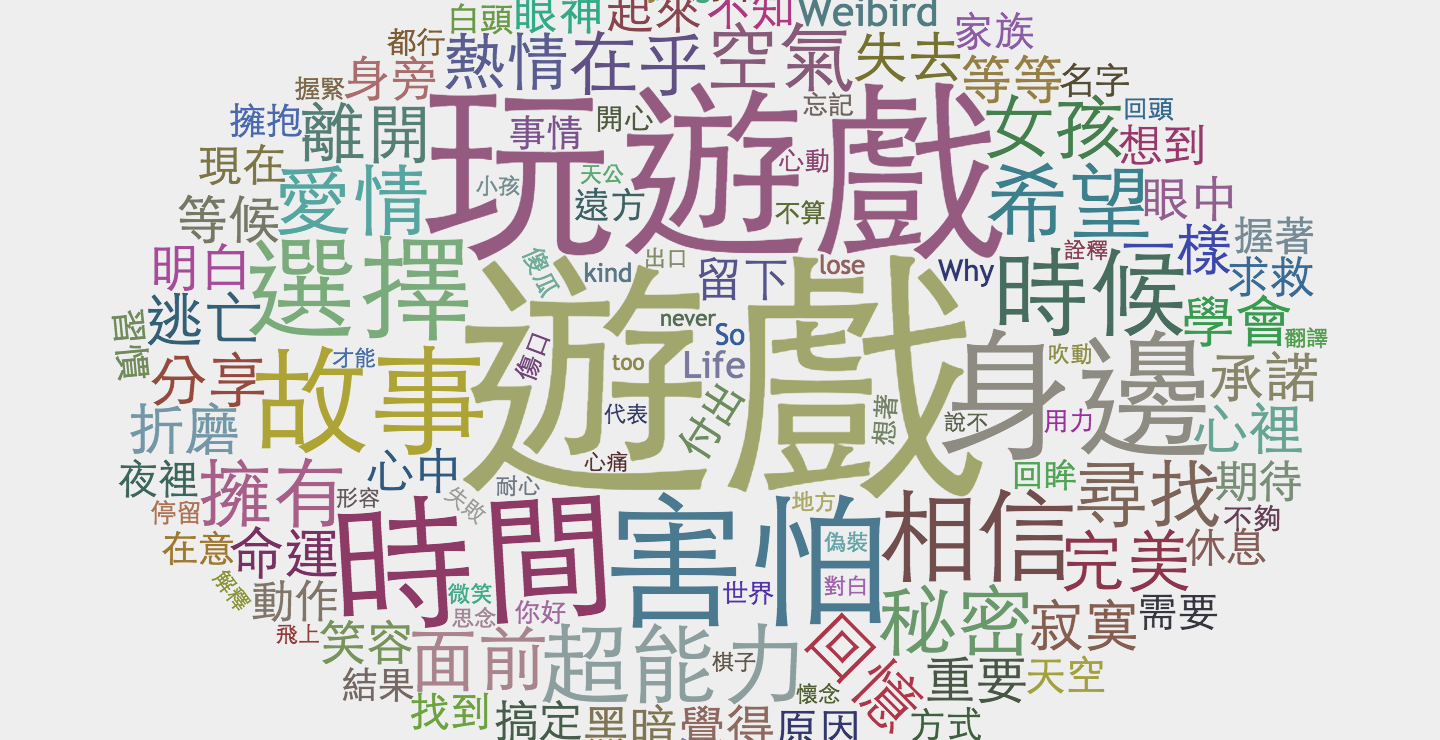 白頭
眼神
起來
不知
Weibird
家族
都行
熱情
在乎
空氣
失去
等等
名字
握緊
身旁
忘記
回頭
擁抱
離開
事情
開心
玩遊戲
女孩
想到
現在
愛情
小孩
天公
心動
希望
眼中
等候
遠方
不算
握著
明白
選擇
傻瓜
kind
出口
留下
lose
Why
時候
詮釋
一樣
求救
逃亡
never
So
學會
翻譯
習慣
才能
傷口
too
Life
遊戲
吹動
身邊
分享
故事
代表
付出
想著
說不
用力
承諾
折磨
心裡
夜裡
心中
心痛
回眸
尋找
期待
擁有
形容
失敗
耐心
地方
停留
不夠
在意
命運
時間
害怕
偽裝
相信
完美
休息
解釋
動作
微笑
世界
對白
思念
你好
秘密
寂寞
需要
飛上
笑容
面前
超能力
棋子
回憶
重要
天空
結果
懷念
找到
搞定
黑暗
覺得
原因
方式